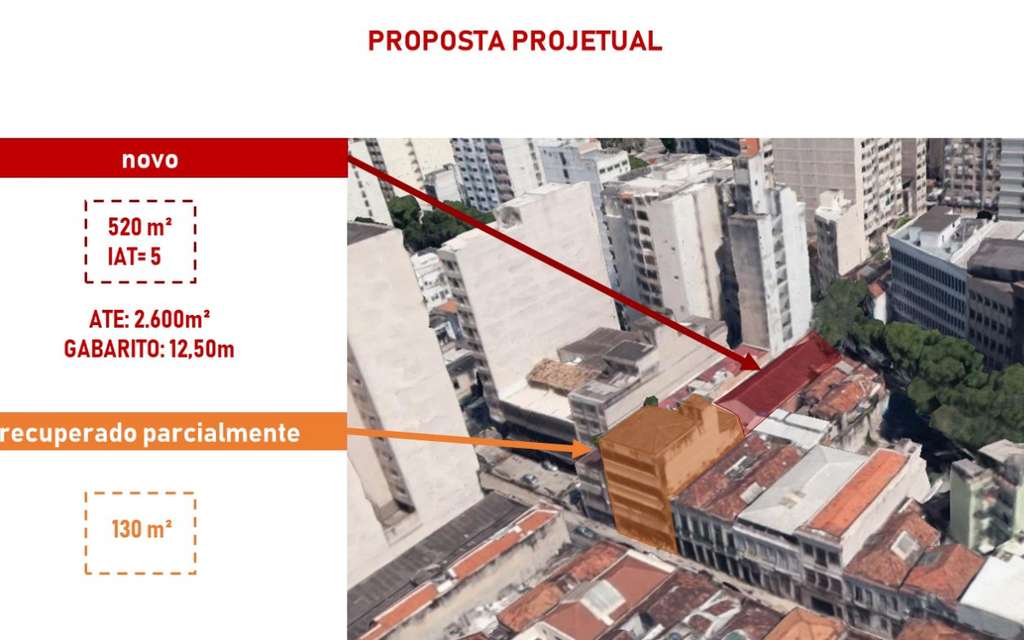 PROPOSTA PROJETUAL
novo
520 m²
IAT= 5
ATE: 2.600m²
GABARITO: 12,50m
recuperado parcialmente
130 m²